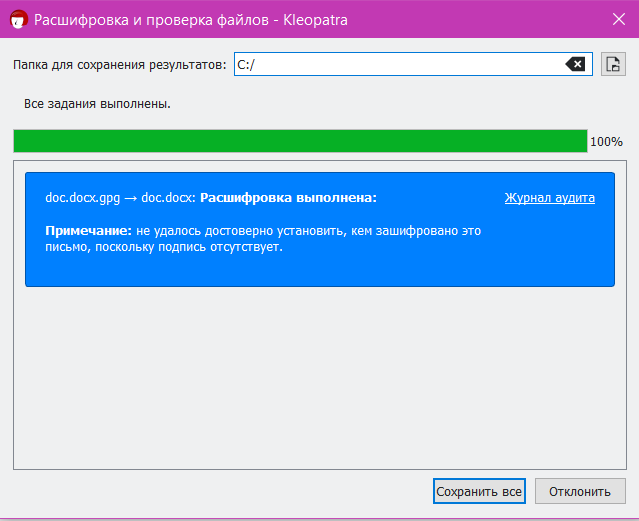 Расшифровка и проверка файлов - Kleopatra
Папка для сохранения результатов: C:/
Все задания выполнены.
100%
doc.docx.gpg → doc.docx: Расшифровка выполнена: Журнал аудита
Примечание: не удалось достоверно установить, кем зашифровано это
письмо, поскольку подпись отсутствует.
Сохранить все Отклонить